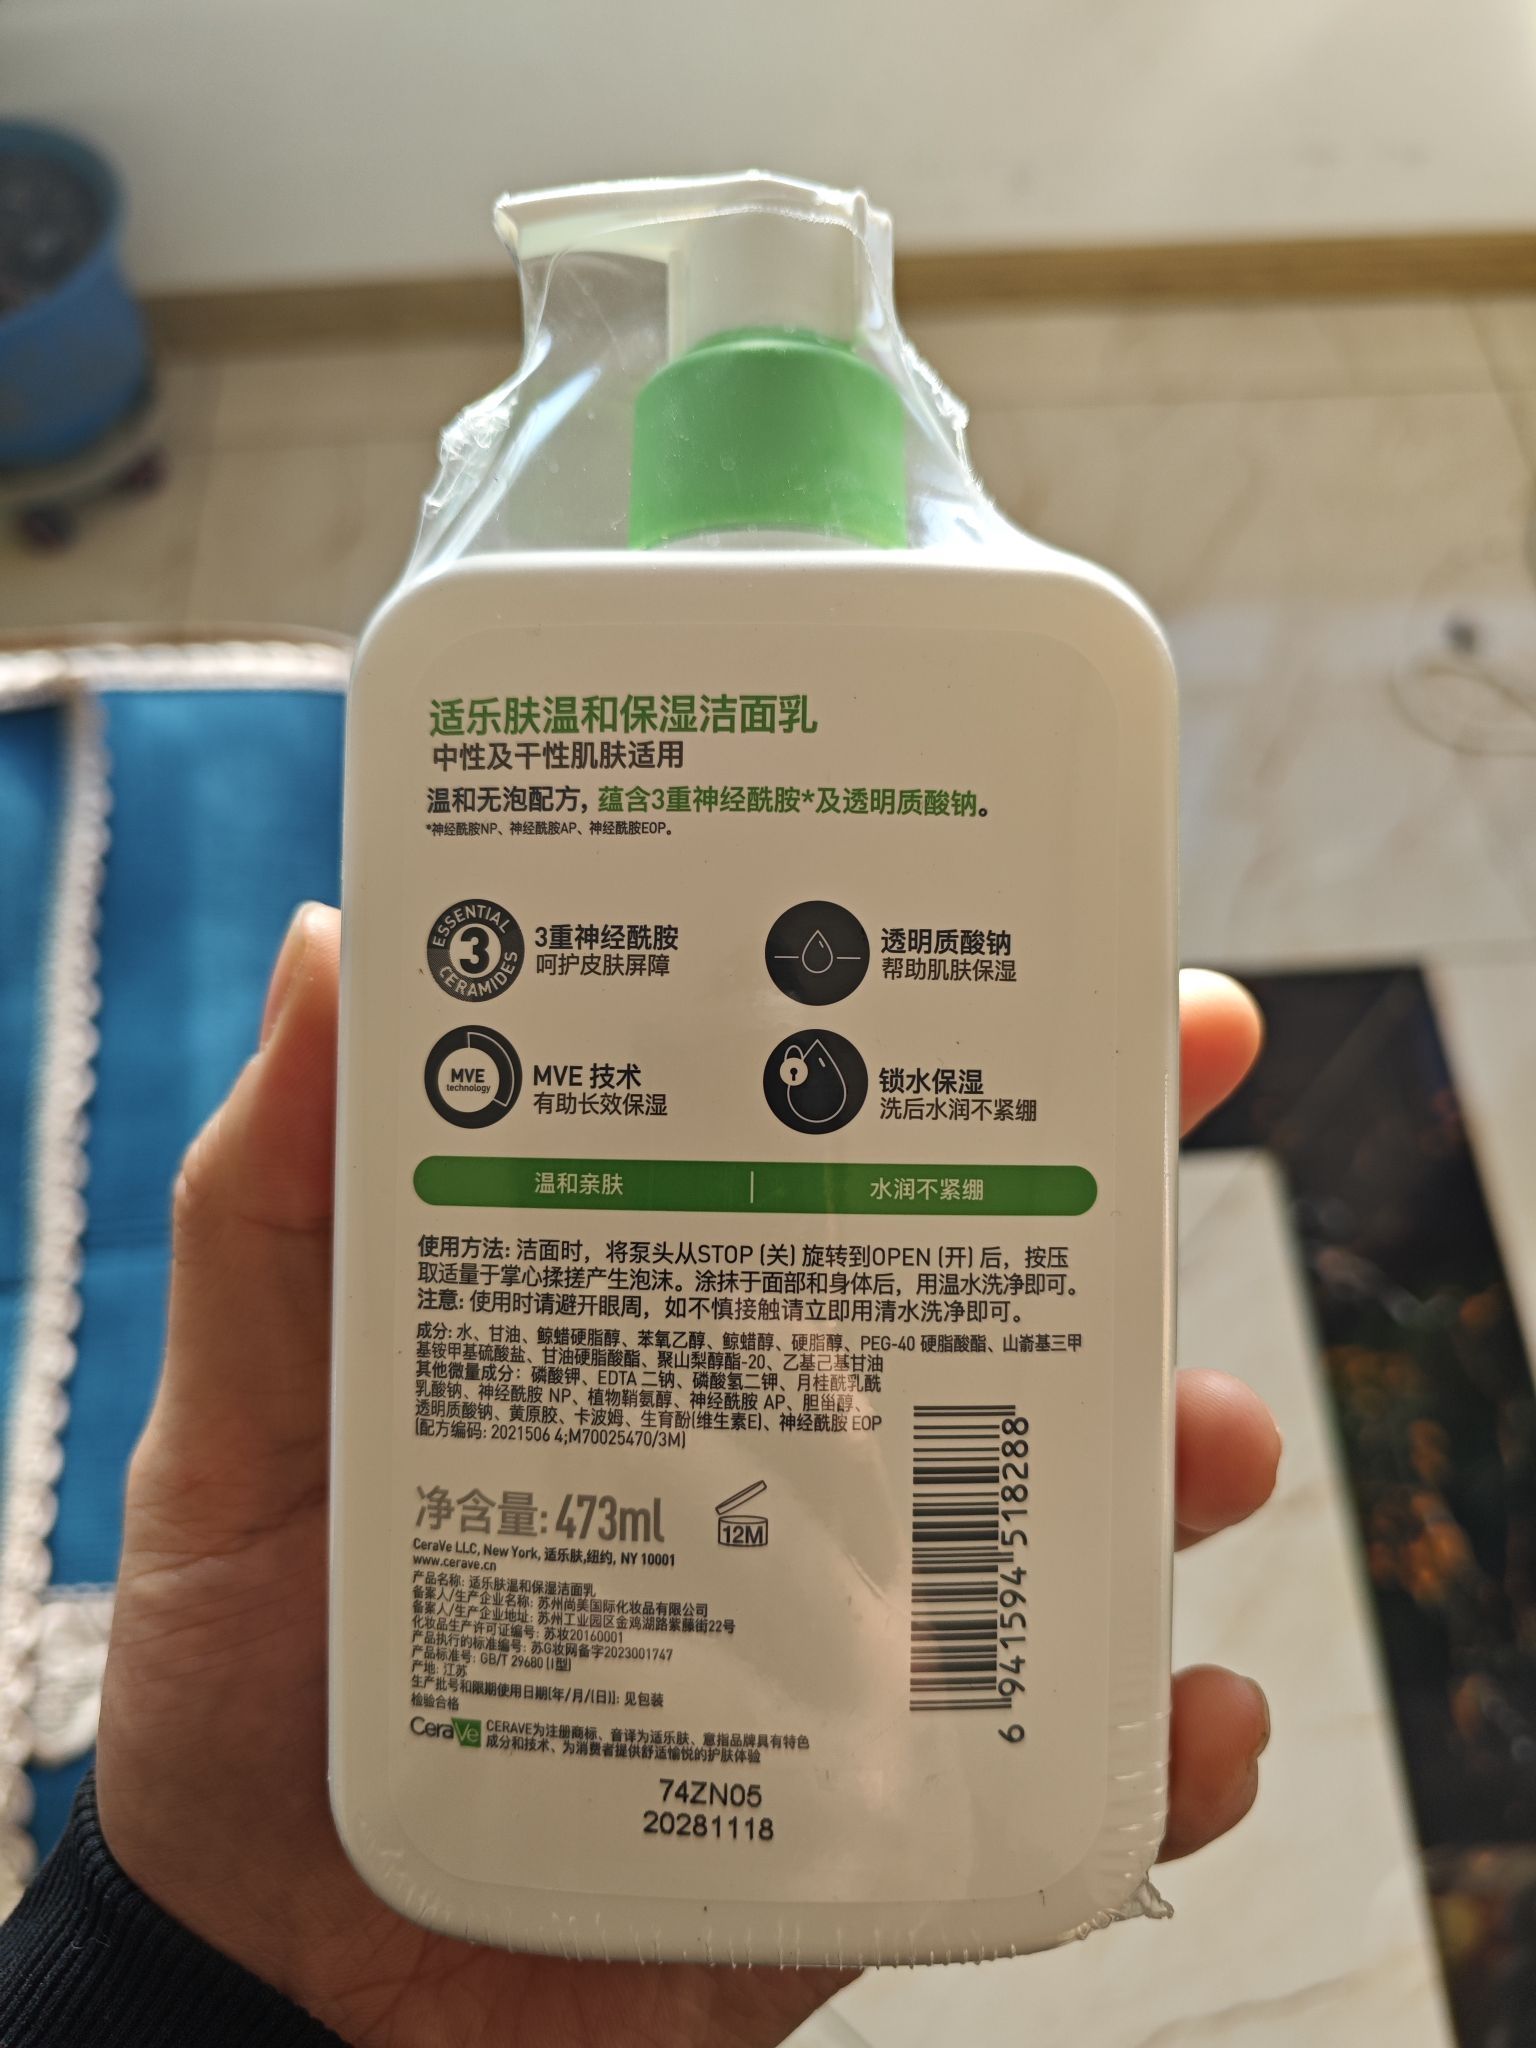 适乐肤温和保湿洁面乳
中性及干性肌肤适用
温和无泡配方，蕴含3重神经酰胺*及透明质酸钠。
*神经酰胺NP、神经酰胺AP、神经酰胺EOP。
ESSENTIAL 3 CERAMIDES
3重神经酰胺
呵护皮肤屏障
透明质酸钠
帮助肌肤保湿
MVE technology
MVE 技术
有助长效保湿
锁水保湿
洗后水润不紧绷
温和亲肤 | 水润不紧绷
使用方法: 洁面时，将泵头从STOP (关) 旋转到OPEN (开) 后，按压
取适量于掌心揉搓产生泡沫。涂抹于面部和身体后，用温水洗净即可。
注意: 使用时请避开眼周，如不慎接触请立即用清水洗净即可。
成分: 水、甘油、鲸蜡硬脂醇、苯氧乙醇、鲸蜡醇、硬脂醇、PEG-40 硬脂酸酯、山嵛基三甲
基铵甲基硫酸盐、甘油硬脂酸酯、聚山梨醇酯-20、乙基己基甘油
其他微量成分: 磷酸钾、EDTA 二钠、磷酸氢二钾、月桂酰乳酰
乳酸钠、神经酰胺 NP、植物鞘氨醇、神经酰胺 AP、胆甾醇、
透明质酸钠、黄原胶、卡波姆、生育酚(维生素E)、神经酰胺 EOP
(配方编码: 2021506 4;M70025470/3M)
净含量: 473ml
12M
CeraVe LLC, New York, 适乐肤,纽约, NY 10001
www.cerave.cn
产品名称: 适乐肤温和保湿洁面乳
备案人/生产企业名称: 苏州尚美国际化妆品有限公司
备案人/生产企业地址: 苏州工业园区金鸡湖路紫藤街22号
化妆品生产许可证编号: 苏妆20160001
产品执行的标准编号: 苏G妆网备字2023001747
产品标准号: GB/T 29680 (I型)
产地: 江苏
生产批号和限期使用日期(年/月/(日)): 见包装
检验合格
CeraVe CERAVE为注册商标、音译为适乐肤、意指品牌具有特色
成分和技术、为消费者提供舒适愉悦的护肤体验
6 941594 518288
74ZN05
20281118